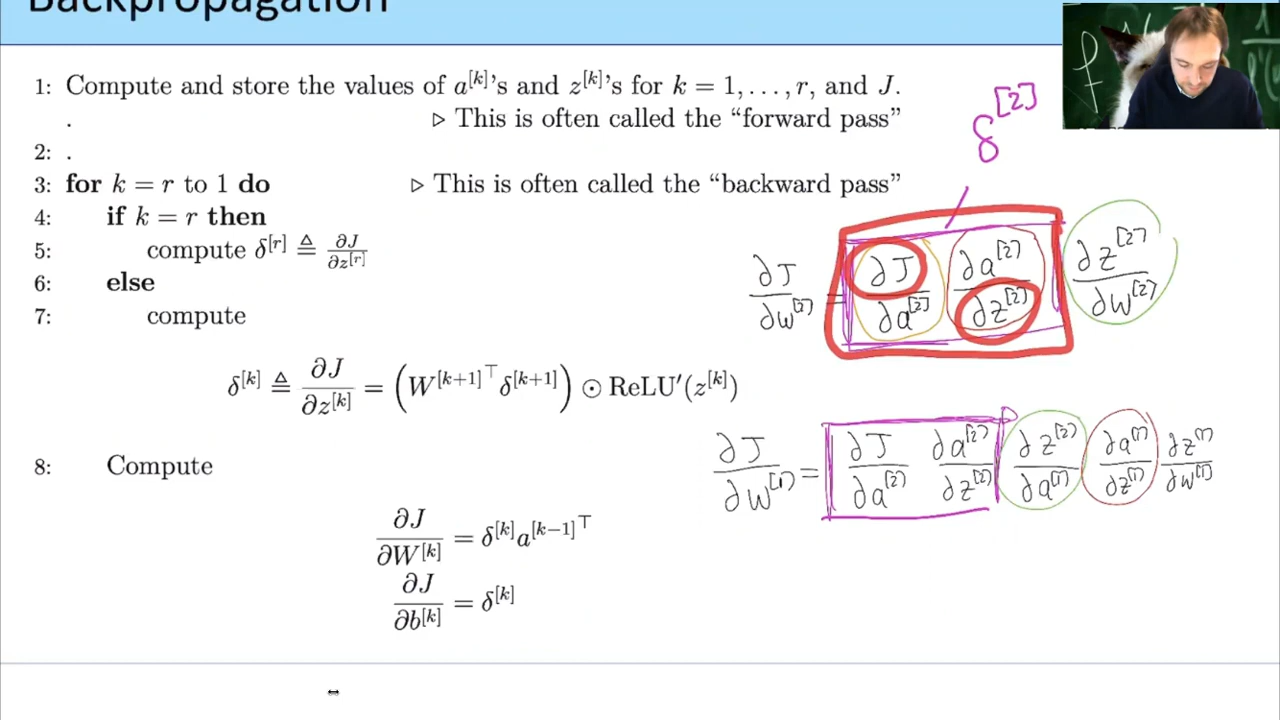 Backpropagation
1: Compute and store the values of a^{[k]}'s and z^{[k]}'s for k = 1, . . . , r, and J.
. ▷ This is often called the “forward pass”
2: .
3: for k = r to 1 do ▷ This is often called the “backward pass”
4: if k = r then
5: compute δ^{[r]} ≜ ∂J/∂z^{[r]}
6: else
7: compute
δ^{[k]} ≜ ∂J/∂z^{[k]} = (W^{[k+1]⊤} δ^{[k+1]}) ⊙ ReLU′(z^{[k]})
8: Compute
∂J/∂W^{[k]} = δ^{[k]} a^{[k−1]⊤}
∂J/∂b^{[k]} = δ^{[k]}
δ^{[2]}
∂J/∂w^{[2]} = ∂J/∂a^{[2]} ∂a^{[2]}/∂z^{[2]} ∂z^{[2]}/∂w^{[2]}
∂J/∂w^{[1]} = ∂J/∂a^{[2]} ∂a^{[2]}/∂z^{[2]} ∂z^{[2]}/∂a^{[1]} ∂a^{[1]}/∂z^{[1]} ∂z^{[1]}/∂w^{[1]}